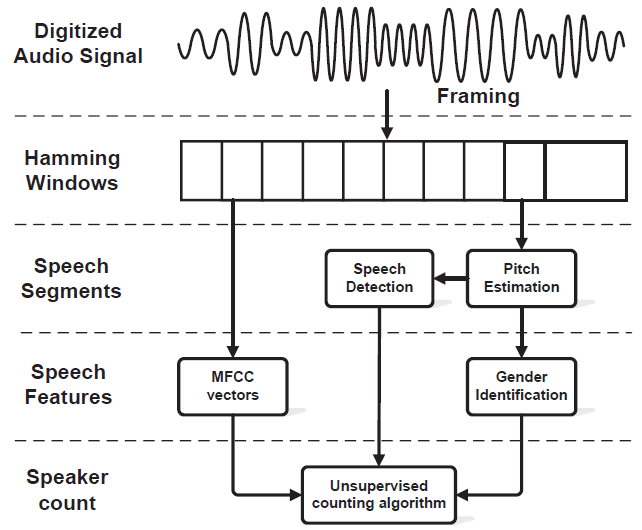 Digitized
Audio Signal
Framing
Hamming
Windows
Speech
Segments
Speech
Detection
Pitch
Estimation
Speech
Features
MFCC
vectors
Gender
Identification
Speaker
count
Unsupervised
counting algorithm